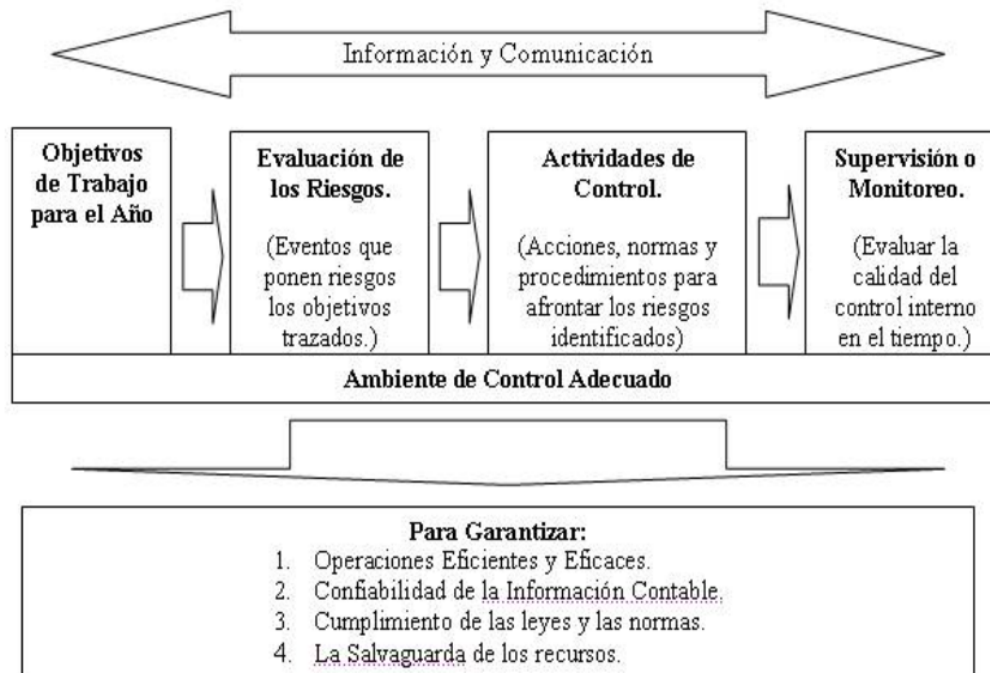 Información y Comunicación
Objetivos
de Trabajo
para el Año
Evaluación de
los Riesgos.
(Eventos que
ponen riesgos
los objetivos
trazados.)
Actividades de
Control.
(Acciones, normas y
procedimientos para
afrontar los riesgos
identificados)
Supervisión o
Monitoreo.
(Evaluar la
calidad del
control interno
en el tiempo.)
Ambiente de Control Adecuado
Para Garantizar:
1. Operaciones Eficientes y Eficaces.
2. Confiabilidad de la Información Contable.
3. Cumplimiento de las leyes y las normas.
4. La Salvaguarda de los recursos.